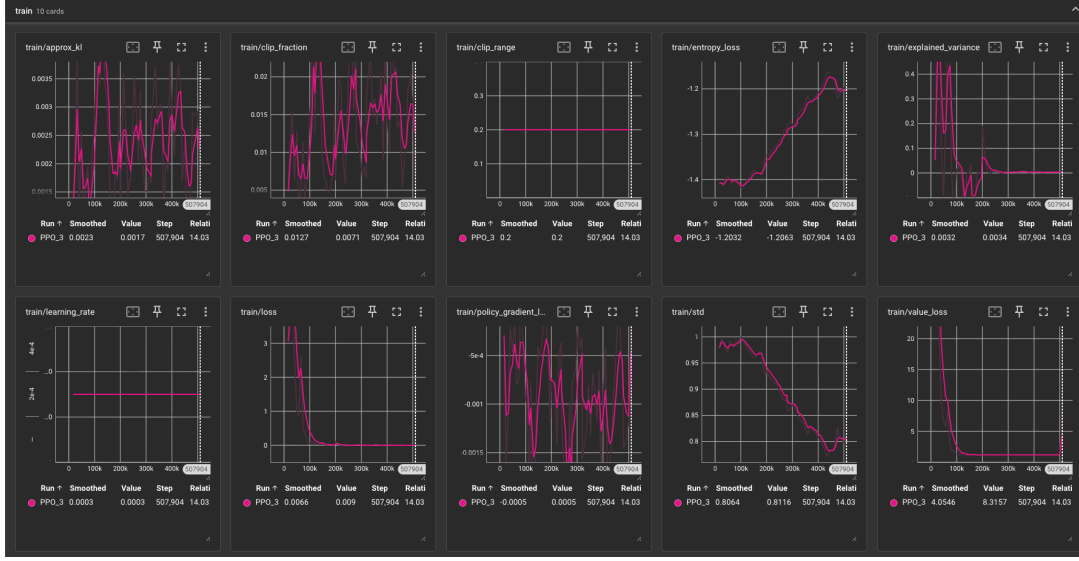 train 10 cards
train/approx_kl
0.0035
0.003
0.0025
0.002
0.0015
0 100k 200k 300k 400k 507904
Run ↑ Smoothed Value Step Relati
PPO_3 0.0023 0.0017 507,904 14.03
train/clip_fraction
0.02
0.015
0.01
0.005
0 100k 200k 300k 400k 507904
Run ↑ Smoothed Value Step Relati
PPO_3 0.0127 0.0071 507,904 14.03
train/clip_range
0.3
0.2
0.1
0 100k 200k 300k 400k 507904
Run ↑ Smoothed Value Step Relati
PPO_3 0.2 0.2 507,904 14.03
train/entropy_loss
-1.2
-1.3
-1.4
0 100k 200k 300k 400k 507904
Run ↑ Smoothed Value Step Relati
PPO_3 -1.2032 -1.2063 507,904 14.03
train/explained_variance
0.4
0.3
0.2
0.1
0
0 100k 200k 300k 400k 507904
Run ↑ Smoothed Value Step Relati
PPO_3 0.0032 0.0034 507,904 14.03
train/learning_rate
4e-4
...0
2e-4
...0
0 100k 200k 300k 400k 507904
Run ↑ Smoothed Value Step Relati
PPO_3 0.0003 0.0003 507,904 14.03
train/loss
3
2
1
0
0 100k 200k 300k 400k 507904
Run ↑ Smoothed Value Step Relati
PPO_3 0.0066 0.009 507,904 14.03
train/policy_gradient_l...
-5e-4
-0.001
-0.0015
0 100k 200k 300k 400k 507904
Run ↑ Smoothed Value Step Relati
PPO_3 -0.0005 0.0005 507,904 14.03
train/std
1
0.95
0.9
0.85
0.8
0 100k 200k 300k 400k 507904
Run ↑ Smoothed Value Step Relati
PPO_3 0.8064 0.8116 507,904 14.03
train/value_loss
20
15
10
5
0 100k 200k 300k 400k 507904
Run ↑ Smoothed Value Step Relati
PPO_3 4.0546 8.3157 507,904 14.03